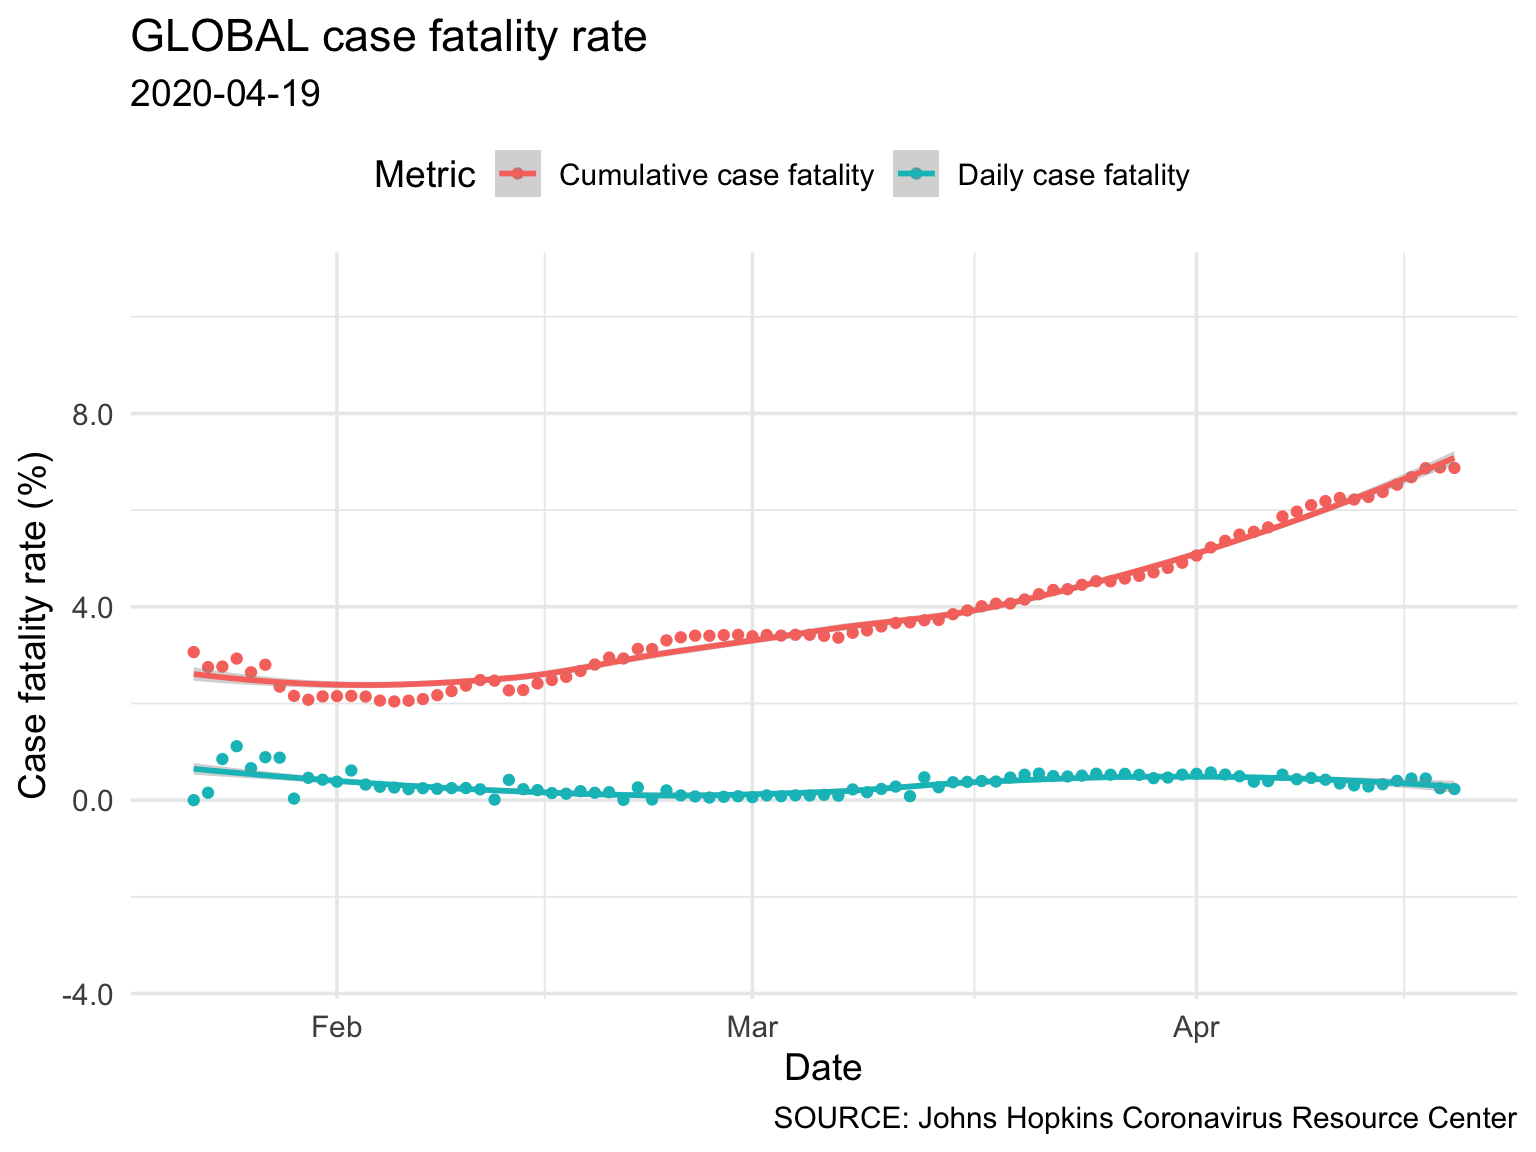 GLOBAL case fatality rate
2020-04-19
Metric Cumulative case fatality Daily case fatality
Case fatality rate (%)
8.0
4.0
0.0
-4.0
Feb Mar Apr
Date
SOURCE: Johns Hopkins Coronavirus Resource Center